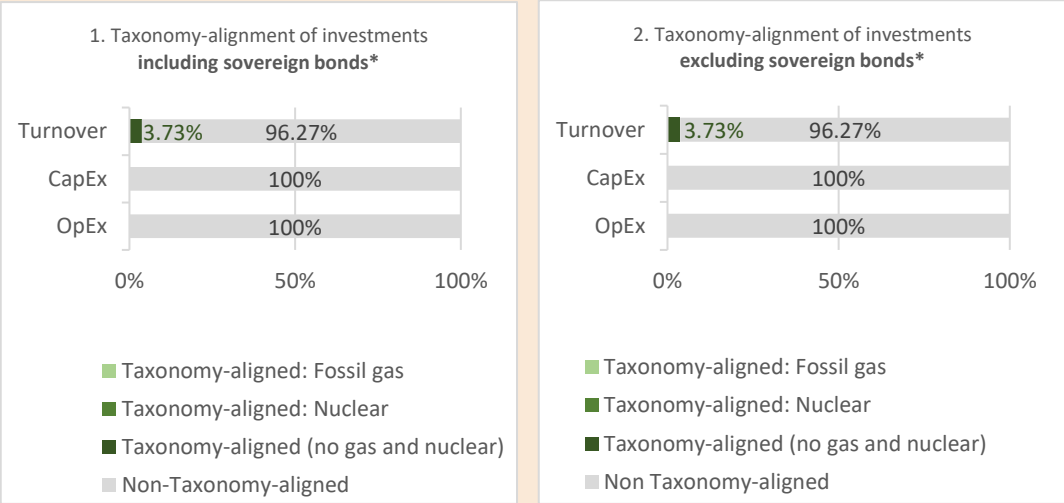 1. Taxonomy-alignment of investments
including sovereign bonds*
Turnover 3.73% 96.27%
CapEx 100%
OpEx 100%
0% 50% 100%
Taxonomy-aligned: Fossil gas
Taxonomy-aligned: Nuclear
Taxonomy-aligned (no gas and nuclear)
Non-Taxonomy-aligned
2. Taxonomy-alignment of investments
excluding sovereign bonds*
Turnover 3.73% 96.27%
CapEx 100%
OpEx 100%
0% 50% 100%
Taxonomy-aligned: Fossil gas
Taxonomy-aligned: Nuclear
Taxonomy-aligned (no gas and nuclear)
Non Taxonomy-aligned